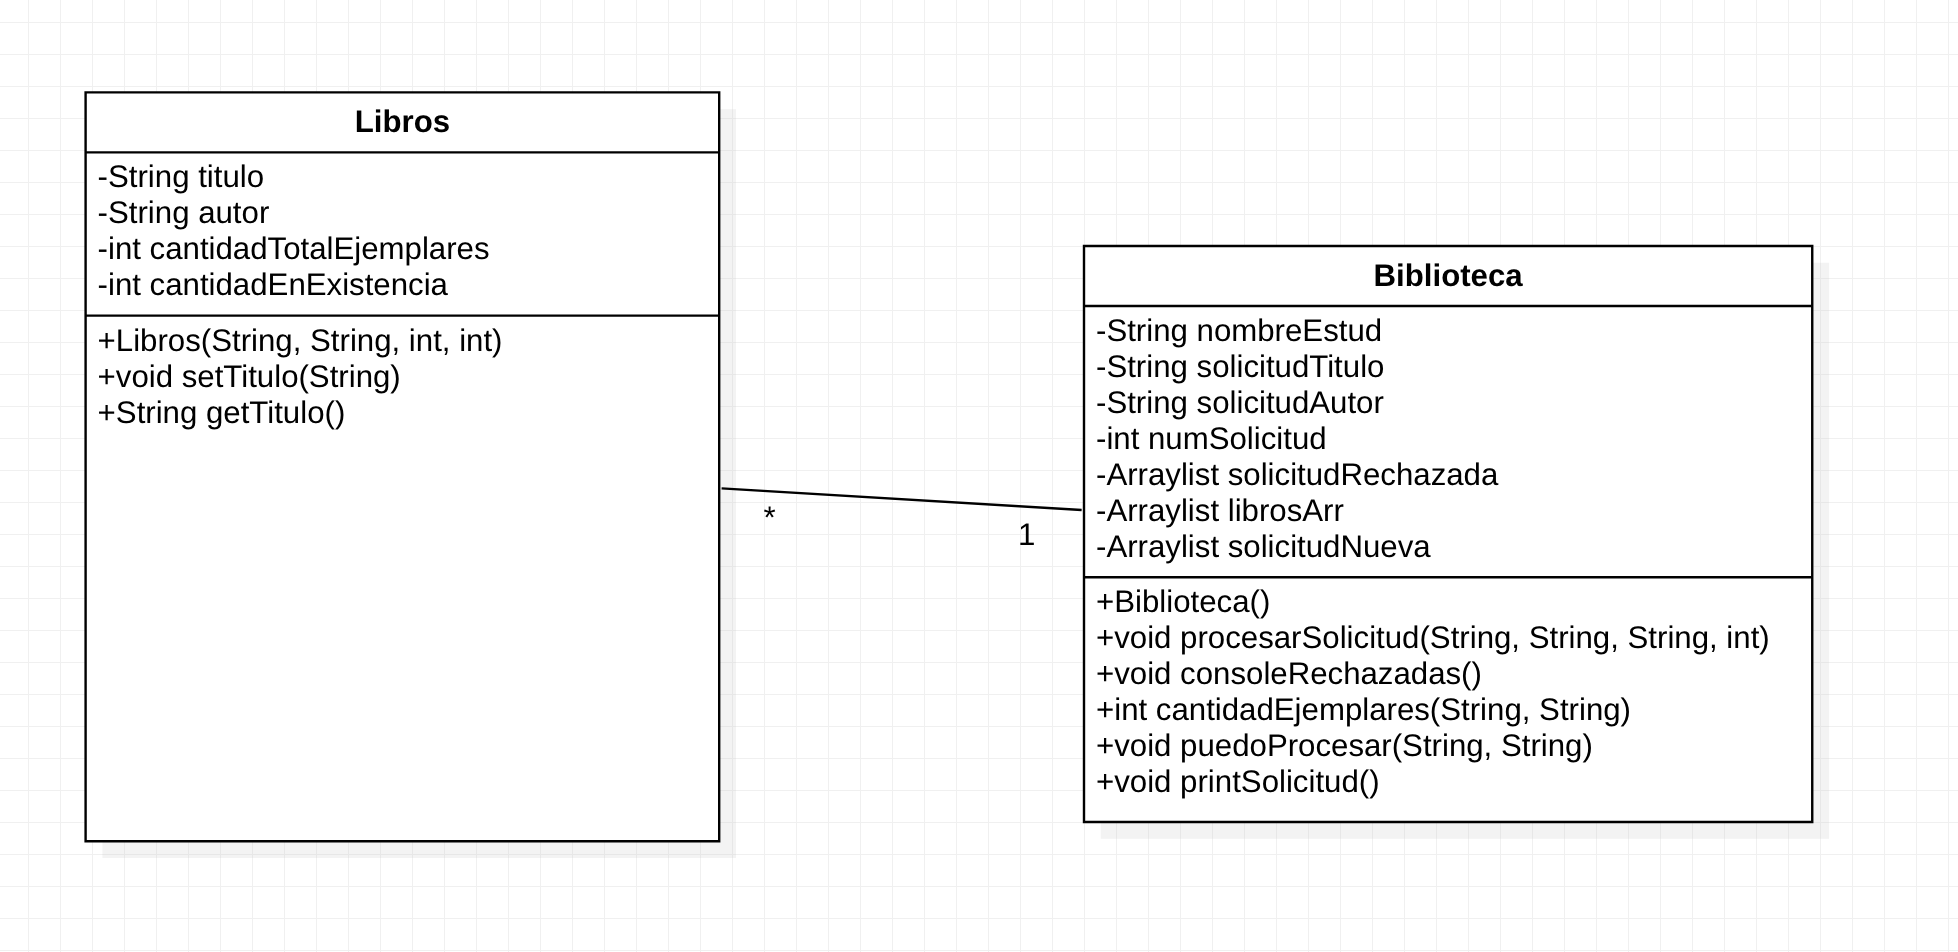 Libros
-String titulo
-String autor
-int cantidadTotalEjemplares
-int cantidadEnExistencia
+Libros(String, String, int, int)
+void setTitulo(String)
+String getTitulo()
*
1
Biblioteca
-String nombreEstud
-String solicitudTitulo
-String solicitudAutor
-int numSolicitud
-Arraylist solicitudRechazada
-Arraylist librosArr
-Arraylist solicitudNueva
+Biblioteca()
+void procesarSolicitud(String, String, String, int)
+void consoleRechazadas()
+int cantidadEjemplares(String, String)
+void puedoProcesar(String, String)
+void printSolicitud()